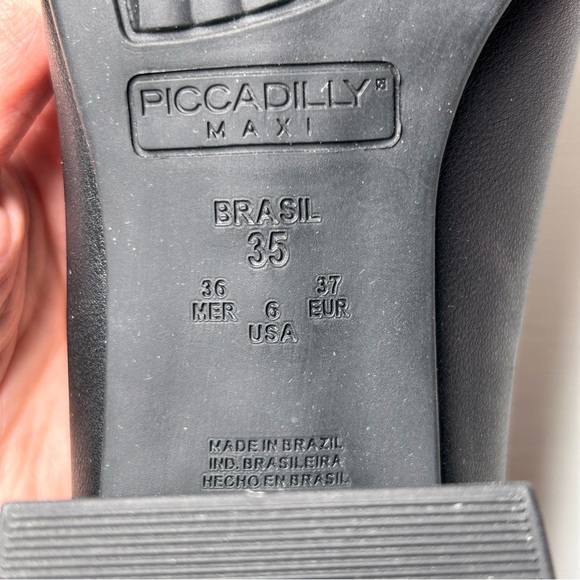 PICCADILLY®
MAXI
BRASIL
35
36 37
MER 6 EUR
USA
MADE IN BRAZIL
IND. BRASILEIRA
HECHO EN BRASIL